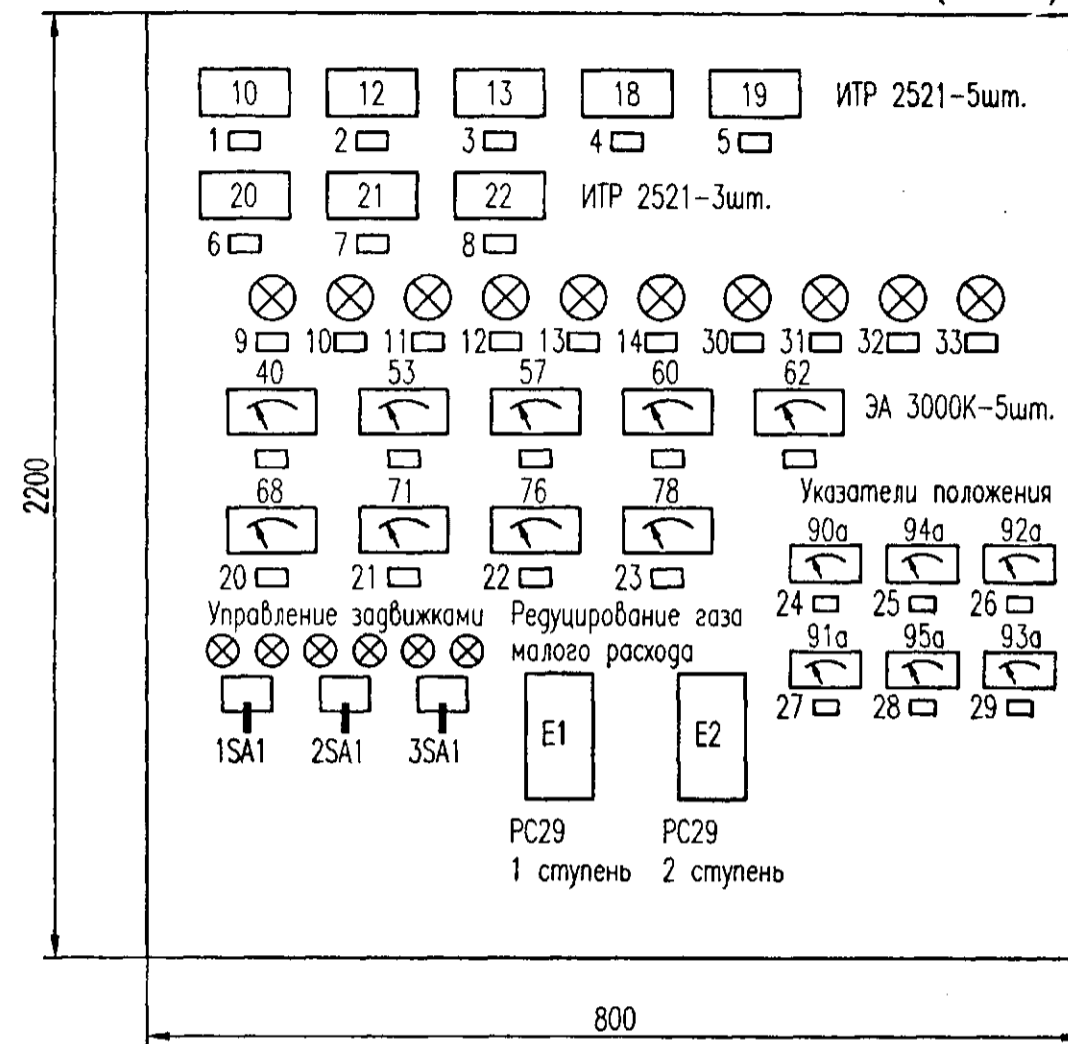 10 12 13 18 19 ИТР 2521-5шт.
1 2 3 4 5
20 21 22 ИТР 2521-3шт.
6 7 8
9 10 11 12 13 14 30 31 32 33
40 53 57 60 62
ЭА 3000К-5шт.
68 71 76 78
Указатели положения
90а 94а 92а
20 21 22 23
24 25 26
Управление задвижками
Редуцирование газа
малого расхода
91а 95а 93а
27 28 29
1SA1 2SA1 3SA1
E1 E2
РС29 РС29
1 ступень 2 ступень
2200
800